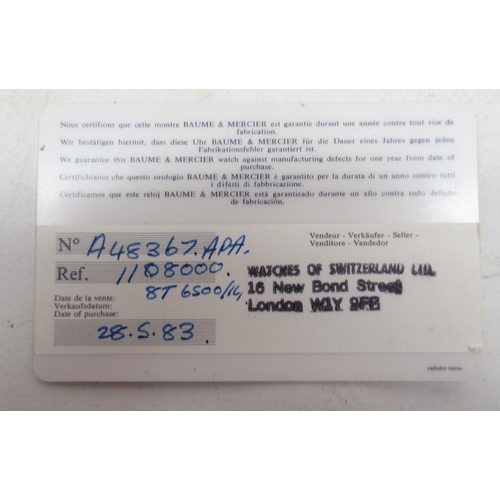 Nous certifions que cette montre BAUME & MERCIER est garantie durant une année contre tout vice de
fabrication.
Wir bestätigen hiermit, dass diese Uhr BAUME & MERCIER für die Dauer eines Jahres gegen jeden
Fabrikationsfehler garantiert ist.
We guarantee this BAUME & MERCIER watch against manufacturing defects for one year from date of
purchase.
Certifichiamo che questo orologio BAUME & MERCIER è garantito per la durata di un anno contro tutti
i difetti di fabbricazione.
Certificamos que este reloj BAUME & MERCIER está garantizado durante un año contro todo defecto
de fabricación.
N° A48367.APA.
Ref. 1108000.
8T 6500/16
Date de la vente:
Verkaufsdatum:
Date of purchase:
28.5.83.
Vendeur - Verkäufer - Seller -
Venditore - Vendedor
WATCHES OF SWITZERLAND Ltd.
16 New Bond Street
London W1Y 9FB